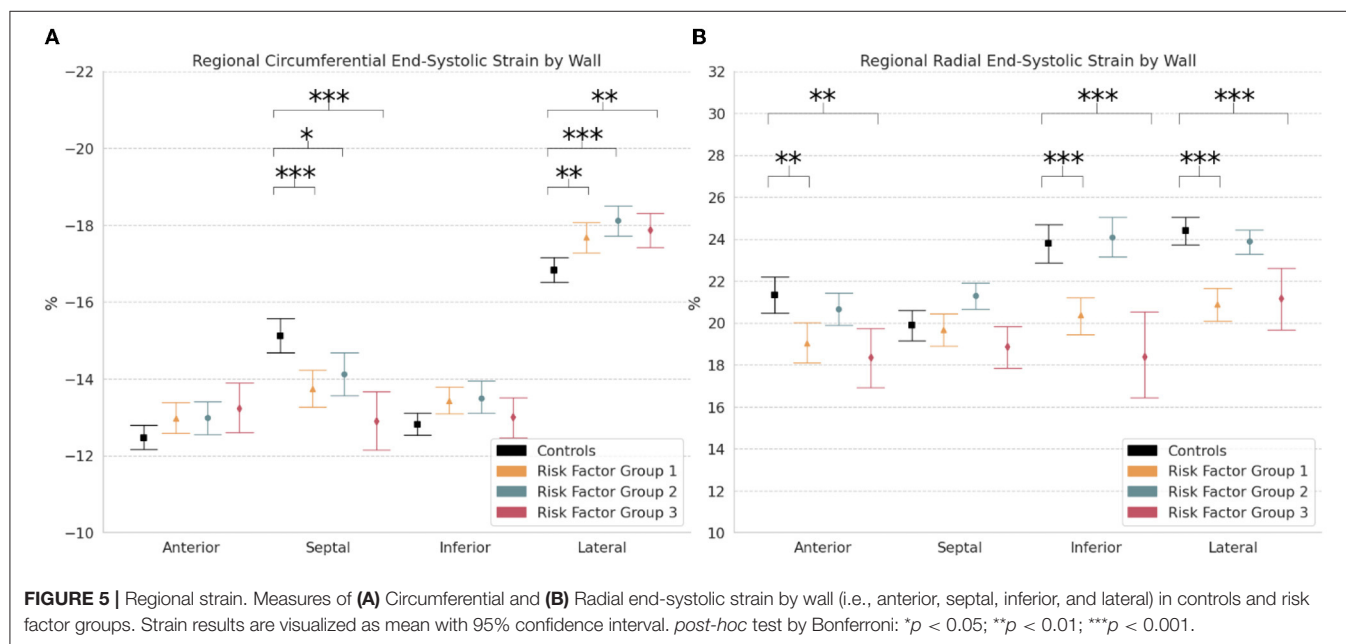 A
Regional Circumferential End-Systolic Strain by Wall
−22
−20
−18
−16
−14
−12
−10
%
***
*
***
**
***
**
Anterior
Septal
Inferior
Lateral
Controls
Risk Factor Group 1
Risk Factor Group 2
Risk Factor Group 3
B
Regional Radial End-Systolic Strain by Wall
32
30
28
26
24
22
20
18
16
14
12
10
%
**
**
***
***
***
***
Anterior
Septal
Inferior
Lateral
Controls
Risk Factor Group 1
Risk Factor Group 2
Risk Factor Group 3
FIGURE 5 | Regional strain. Measures of (A) Circumferential and (B) Radial end-systolic strain by wall (i.e., anterior, septal, inferior, and lateral) in controls and risk
factor groups. Strain results are visualized as mean with 95% confidence interval. post-hoc test by Bonferroni: *p < 0.05; **p < 0.01; ***p < 0.001.